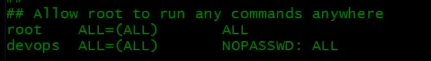 ##
## Allow root to run any commands anywhere
root    ALL=(ALL)       ALL
devops  ALL=(ALL)       NOPASSWD: ALL